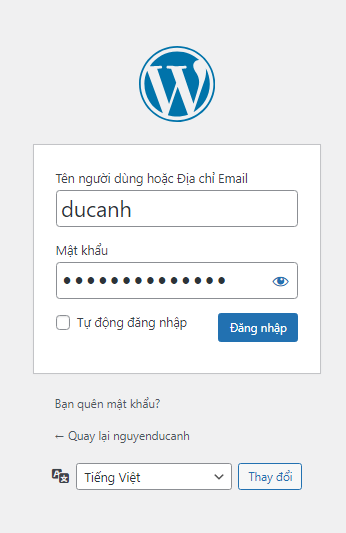 Tên người dùng hoặc Địa chỉ Email
ducanh
Mật khẩu
••••••••••••••
Tự động đăng nhập
Đăng nhập
Bạn quên mật khẩu?
← Quay lại nguyenducanh
Tiếng Việt
Thay đổi